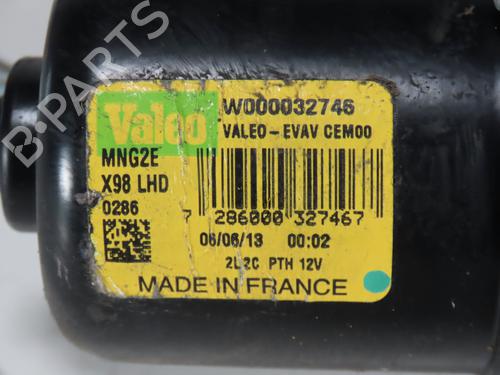 Valeo
W000032746
VALEO-EVAV CEM00
MNG2E
X98 LHD
0286
7 286000 327467
06/06/13 00:02
2L2C PTH 12V
MADE IN FRANCE